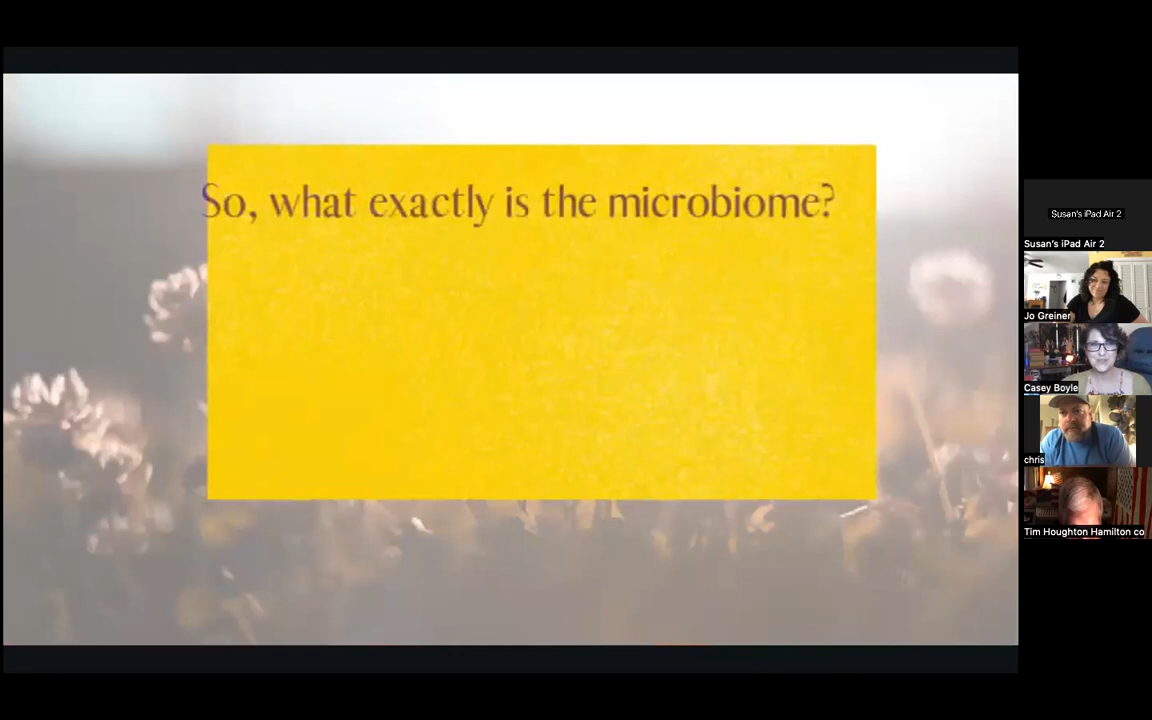 So, what exactly is the microbiome?
Susan's iPad Air 2
Susan's iPad Air 2
Jo Greiner
Casey Boyle
chris
Tim Houghton Hamilton co